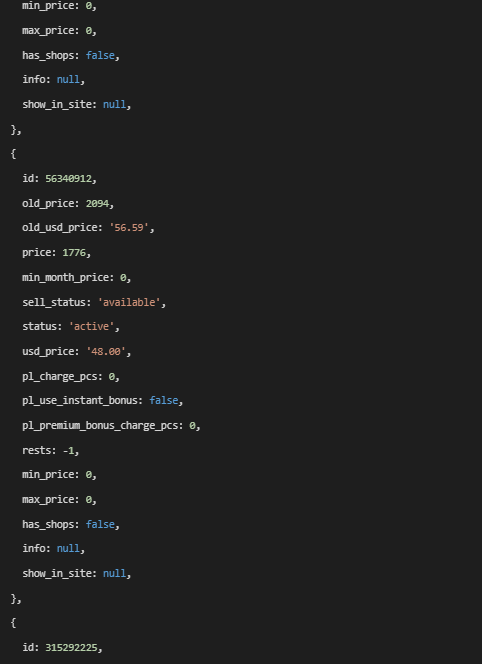 min_price: 0,
max_price: 0,
has_shops: false,
info: null,
show_in_site: null,
},
{
id: 56340912,
old_price: 2094,
old_usd_price: '56.59',
price: 1776,
min_month_price: 0,
sell_status: 'available',
status: 'active',
usd_price: '48.00',
pl_charge_pcs: 0,
pl_use_instant_bonus: false,
pl_premium_bonus_charge_pcs: 0,
rests: -1,
min_price: 0,
max_price: 0,
has_shops: false,
info: null,
show_in_site: null,
},
{
id: 315292225,